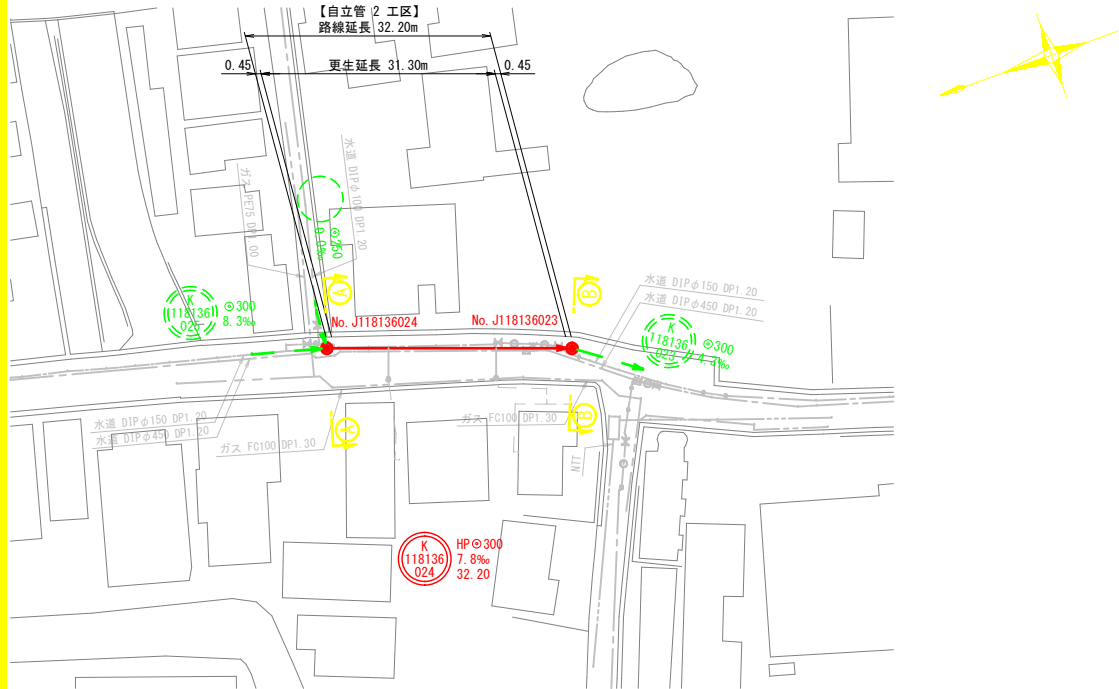 【自立管 2 工区】
路線延長 32.20m
0.45
更生延長 31.30m
0.45
水道 DIPφ100 DP1.20
ガス PE75 DP1.00
◎250
水道 DIPφ150 DP1.20
水道 DIPφ450 DP1.20
K
118136
025
◎300
8.3‰
A
B
No. J118136024
No. J118136023
K
118136
023
◎300
4.3‰
水道 DIPφ150 DP1.20
水道 DIPφ450 DP1.20
ガス FC100 DP1.30
A
ガス FC100 DP1.30
B
NTT
K
118136
024
HP◎300
7.8‰
32.20